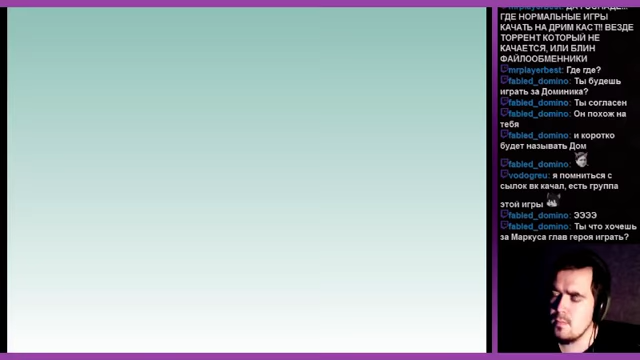 ГДЕ НОРМАЛЬНЫЕ ИГРЫ
КАЧАТЬ НА ДРИМ КАСТ!! ВЕЗДЕ
ТОРРЕНТ КОТОРЫЙ НЕ
КАЧАЕТСЯ, ИЛИ БЛИН
ФАЙЛООБМЕННИКИ
mrplayerbest: Где где?
fabled_domino: Ты будешь
играть за Доминика?
fabled_domino: Ты согласен
fabled_domino: Он похож на
тебя
fabled_domino: и коротко
будет называть Дом
fabled_domino:
vodogreu: я помниться с
сылок вк качал, есть группа
этой игры
fabled_domino: ЭЭЭЭ
fabled_domino: Ты что хочешь
за Маркуса глав героя играть?